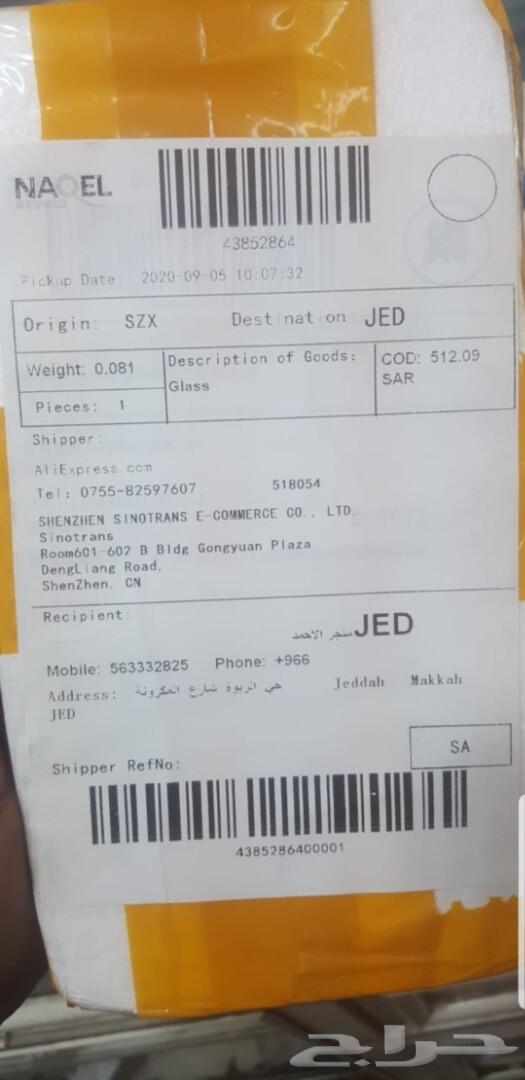 NAQEL
EXPRESS
43852864
Pickup Date: 2020-09-05 10:07:32
Origin: SZX Destination JED
Weight: 0.081
Pieces: 1
Description of Goods:
Glass
COD: 512.09
SAR
Shipper:
AliExpress.com
Tel: 0755-82597607 518054
SHENZHEN SINOTRANS E-COMMERCE CO., LTD
Sinotrans
Room601-602 B Bldg Gongyuan Plaza
DengLiang Road,
ShenZhen, CN
Recipient:
متجر الاحمد JED
Mobile: 563332825 Phone: +966
Address: حي الربوة شارع المكرونة Jeddah Makkah
JED
SA
Shipper RefNo:
4385286400001
حراج